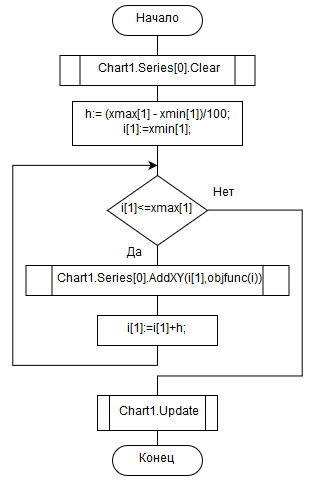 Начало
Chart1.Series[0].Clear
h:= (xmax[1] - xmin[1])/100;
i[1]:=xmin[1];
Нет
i[1]<=xmax[1]
Да
Chart1.Series[0].AddXY(i[1],objfunc(i))
i[1]:=i[1]+h;
Chart1.Update
Конец